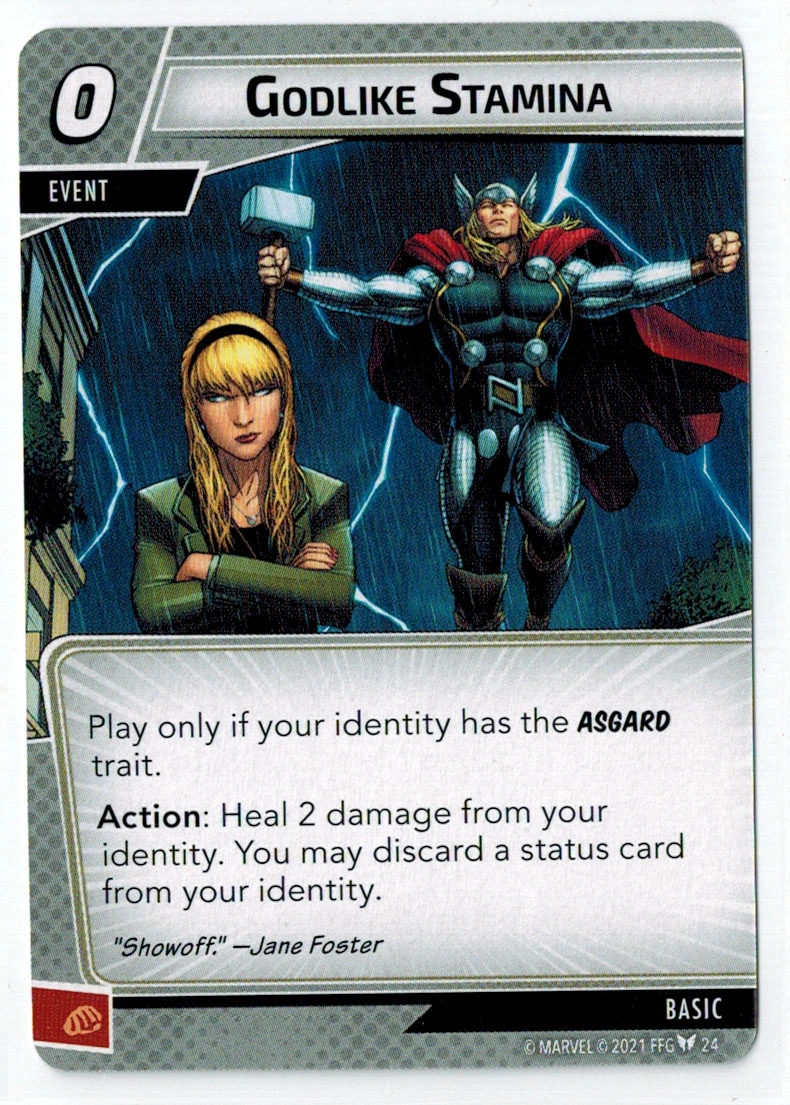 0
GODLIKE STAMINA
EVENT
Play only if your identity has the ASGARD
trait.
Action: Heal 2 damage from your
identity. You may discard a status card
from your identity.
"Showoff." —Jane Foster
BASIC
© MARVEL © 2021 FFG 24